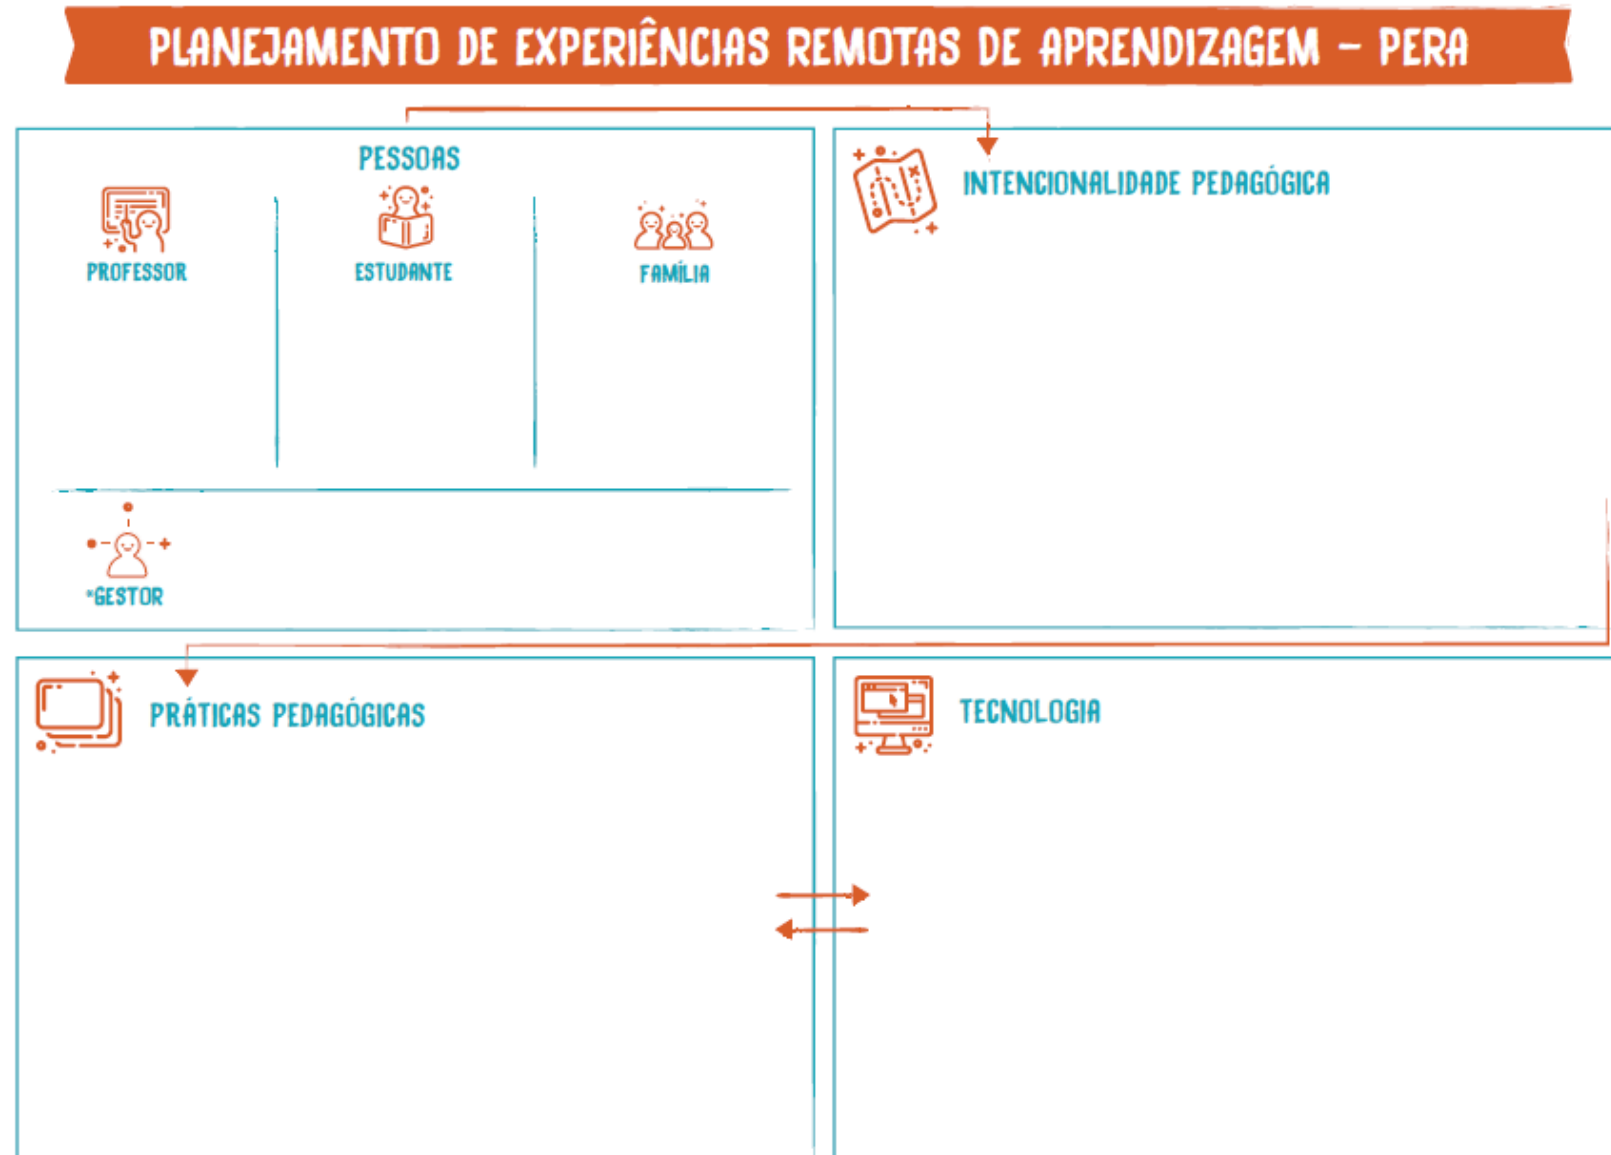 PLANEJAMENTO DE EXPERIÊNCIAS REMOTAS DE APRENDIZAGEM – PERA
PESSOAS
PROFESSOR
ESTUDANTE
FAMÍLIA
*GESTOR
INTENCIONALIDADE PEDAGÓGICA
PRÁTICAS PEDAGÓGICAS
TECNOLOGIA